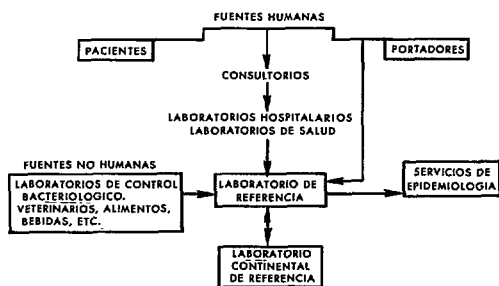 FUENTES HUMANAS
PACIENTES
PORTADORES
CONSULTORIOS
LABORATORIOS HOSPITALARIOS
LABORATORIOS DE SALUD
FUENTES NO HUMANAS
LABORATORIOS DE CONTROL
BACTERIOLOGICO.
VETERINARIOS, ALIMENTOS,
BEBIDAS, ETC.
LABORATORIO DE
REFERENCIA
SERVICIOS DE
EPIDEMIOLOGIA
LABORATORIO
CONTINENTAL
DE REFERENCIA